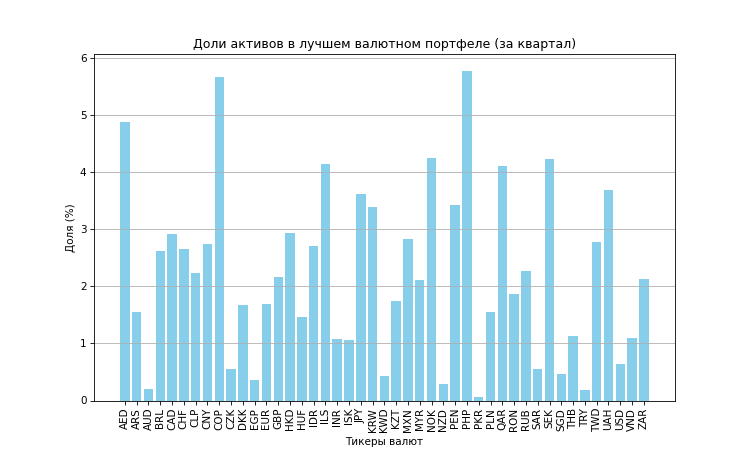 Доли активов в лучшем валютном портфеле (за квартал)
6
5
4
3
2
1
0
Доля (%)
AED
ARS
AUD
BRL
CAD
CHF
CLP
CNY
COP
CZK
DKK
EGP
EUR
GBP
HKD
HUF
IDR
ILS
INR
ISK
JPY
KRW
KWD
KZT
MXN
MYR
NOK
NZD
PEN
PHP
PKR
PLN
QAR
RON
RUB
SAR
SEK
SGD
THB
TRY
TWD
UAH
USD
VND
ZAR
Тикеры валют